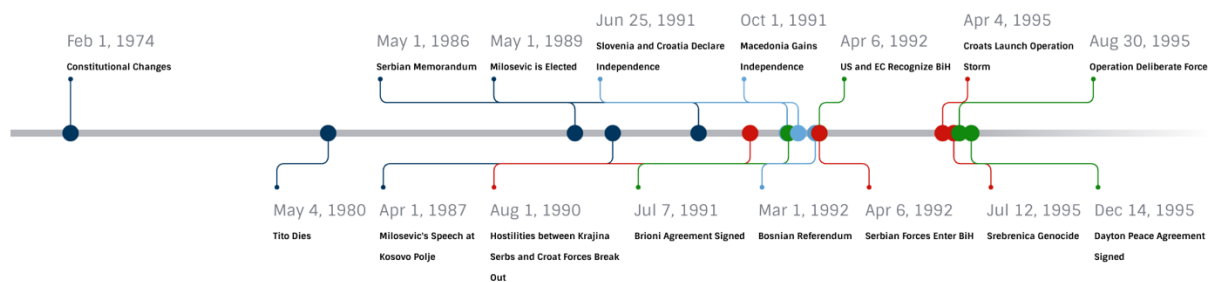 Feb 1, 1974
Constitutional Changes
May 1, 1986
Serbian Memorandum
May 1, 1989
Milosevic is Elected
Jun 25, 1991
Slovenia and Croatia Declare
Independence
Oct 1, 1991
Macedonia Gains
Independence
Apr 6, 1992
US and EC Recognize BiH
Apr 4, 1995
Croats Launch Operation
Storm
Aug 30, 1995
Operation Deliberate Force
May 4, 1980
Tito Dies
Apr 1, 1987
Milosevic's Speech at
Kosovo Polje
Aug 1, 1990
Hostilities between Krajina
Serbs and Croat Forces Break
Out
Jul 7, 1991
Brioni Agreement Signed
Mar 1, 1992
Bosnian Referendum
Apr 6, 1992
Serbian Forces Enter BiH
Jul 12, 1995
Srebrenica Genocide
Dec 14, 1995
Dayton Peace Agreement
Signed